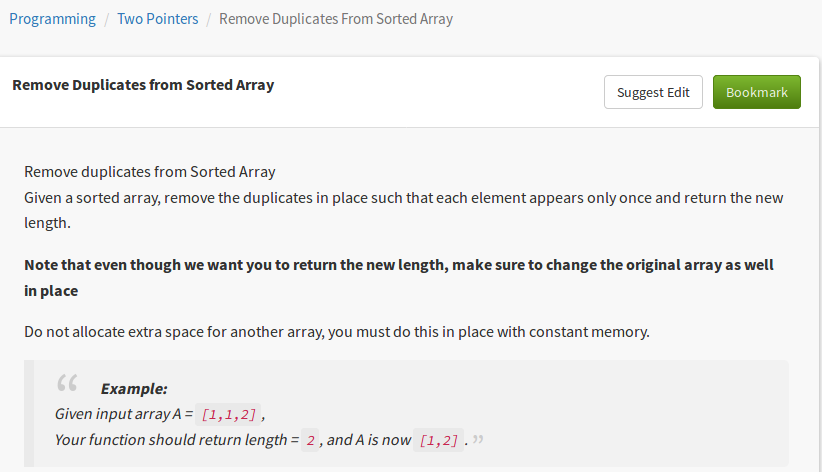 Programming / Two Pointers / Remove Duplicates From Sorted Array
Remove Duplicates from Sorted Array
Suggest Edit
Bookmark
Remove duplicates from Sorted Array
Given a sorted array, remove the duplicates in place such that each element appears only once and return the new
length.
Note that even though we want you to return the new length, make sure to change the original array as well
in place
Do not allocate extra space for another array, you must do this in place with constant memory.
“ Example:
Given input array A = [1,1,2] ,
Your function should return length = 2 , and A is now [1,2] . ”